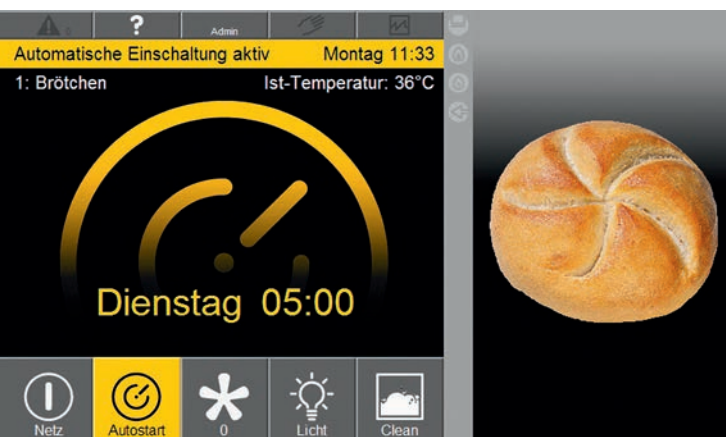 0
?
Admin
Automatische Einschaltung aktiv Montag 11:33
1: Brötchen Ist-Temperatur: 36°C
Dienstag 05:00
Netz Autostart 0 Licht Clean